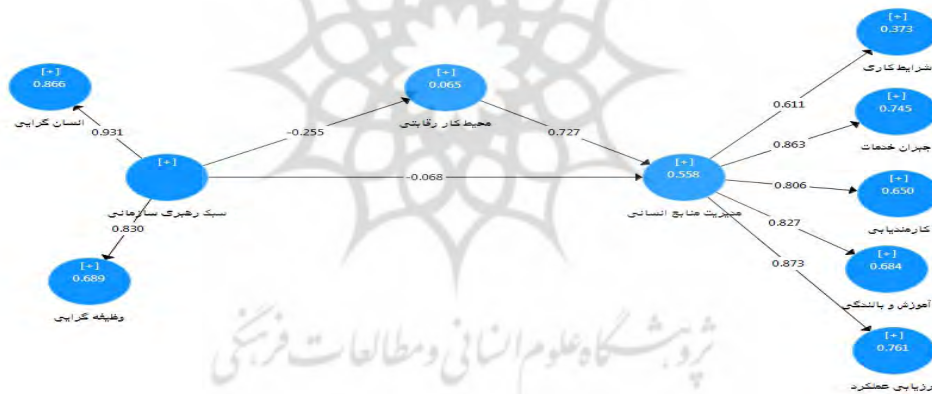 [+]
0.373
شرایط کاری
[+]
0.866
انسان گرایی
[+]
0.065
محیط کار رقابتی
0.611
[+]
0.745
جبران خدمات
0.931
-0.255
0.727
0.863
[+]
سبک رهبری سازمانی
-0.068
[+]
0.558
مدیریت منابع انسانی
0.806
[+]
0.650
کارمندیابی
0.830
0.827
[+]
0.684
آموزش و بالندگی
[+]
0.689
وظیفه گرایی
0.873
[+]
0.761
رزیابی عملکرد
پژوهشگاه علوم انسانی و مطالعات فرهنگی